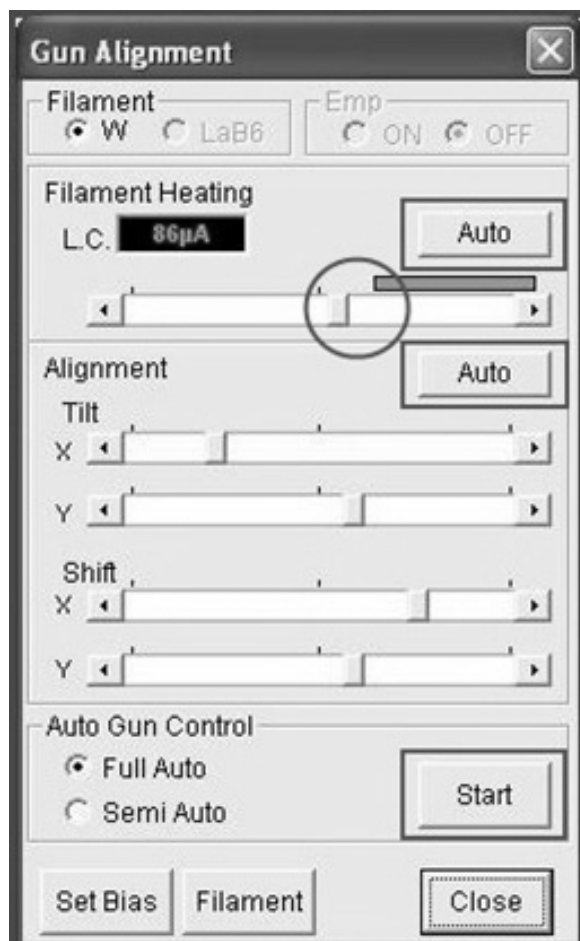 Gun Alignment
Filament
W
LaB6
Emp
ON
OFF
Filament Heating
L.C.
86µA
Auto
Alignment
Auto
Tilt
X
Y
Shift
X
Y
Auto Gun Control
Full Auto
Semi Auto
Start
Set Bias
Filament
Close